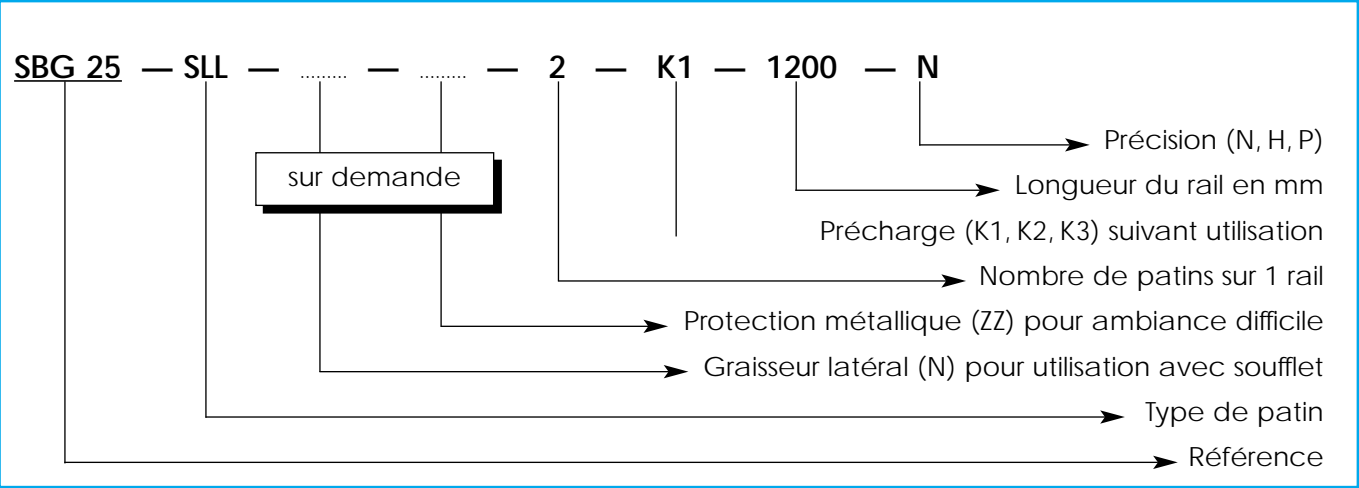 SBG 25 — SLL — ......... — ......... — 2 — K1 — 1200 — N
Précision (N, H, P)
sur demande
Longueur du rail en mm
Précharge (K1, K2, K3) suivant utilisation
Nombre de patins sur 1 rail
Protection métallique (ZZ) pour ambiance difficile
Graisseur latéral (N) pour utilisation avec soufflet
Type de patin
Référence